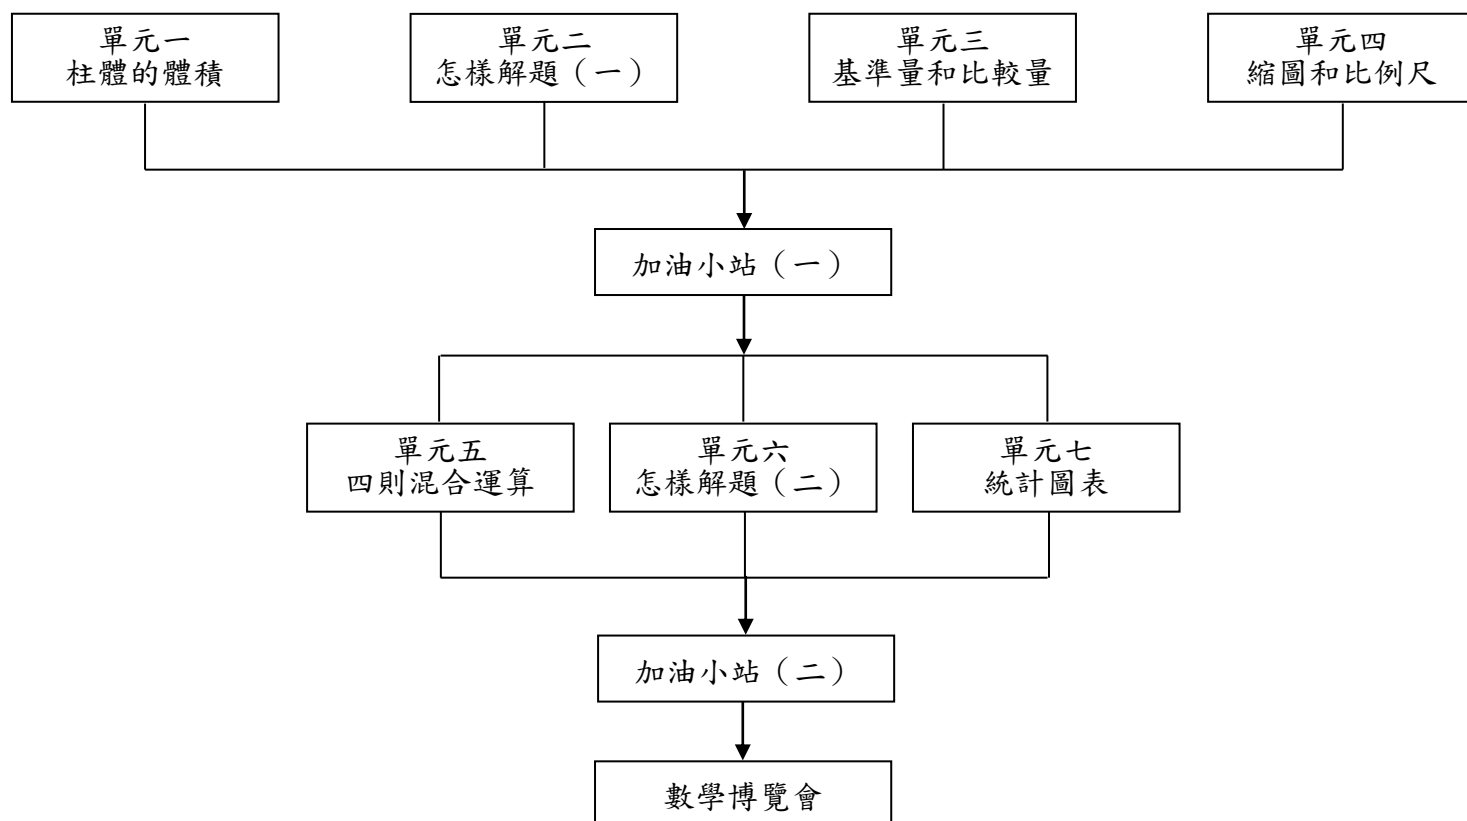 單元一
柱體的體積
單元二
怎樣解題（一）
單元三
基準量和比較量
單元四
縮圖和比例尺
加油小站（一）
單元五
四則混合運算
單元六
怎樣解題（二）
單元七
統計圖表
加油小站（二）
數學博覽會